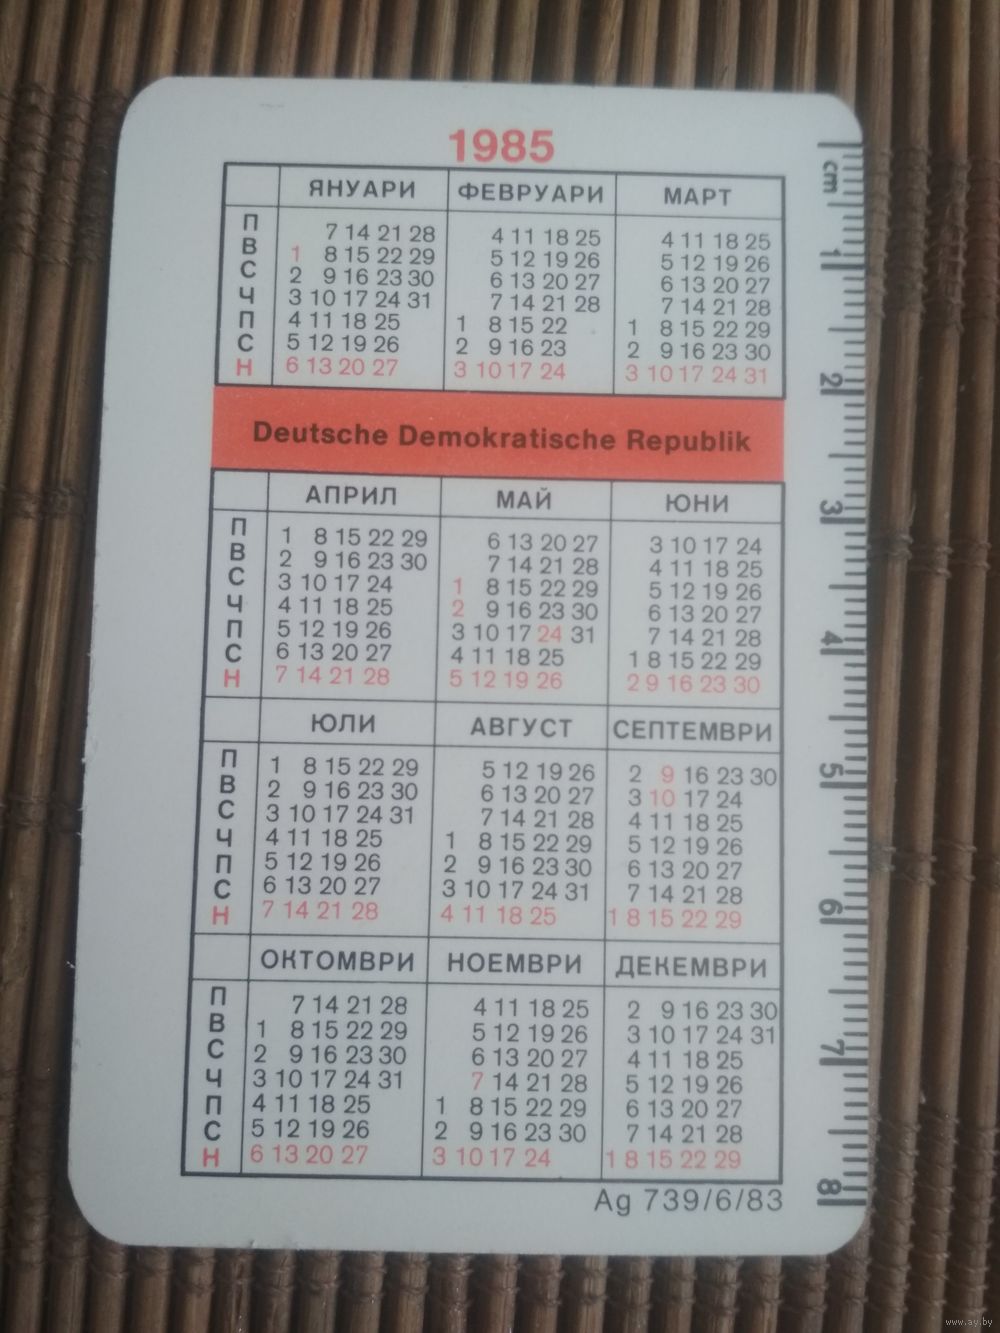 1985
ЯНУАРИ ФЕВРУАРИ МАРТ
П 7 14 21 28 4 11 18 25 4 11 18 25
В 1 8 15 22 29 5 12 19 26 5 12 19 26
С 2 9 16 23 30 6 13 20 27 6 13 20 27
Ч 3 10 17 24 31 7 14 21 28 7 14 21 28
П 4 11 18 25 1 8 15 22 1 8 15 22 29
С 5 12 19 26 2 9 16 23 2 9 16 23 30
Н 6 13 20 27 3 10 17 24 3 10 17 24 31
Deutsche Demokratische Republik
АПРИЛ МАЙ ЮНИ
П 1 8 15 22 29 6 13 20 27 3 10 17 24
В 2 9 16 23 30 7 14 21 28 4 11 18 25
С 3 10 17 24 1 8 15 22 29 5 12 19 26
Ч 4 11 18 25 2 9 16 23 30 6 13 20 27
П 5 12 19 26 3 10 17 24 31 7 14 21 28
С 6 13 20 27 4 11 18 25 1 8 15 22 29
Н 7 14 21 28 5 12 19 26 2 9 16 23 30
ЮЛИ АВГУСТ СЕПТЕМВРИ
П 1 8 15 22 29 5 12 19 26 2 9 16 23 30
В 2 9 16 23 30 6 13 20 27 3 10 17 24
С 3 10 17 24 31 7 14 21 28 4 11 18 25
Ч 4 11 18 25 1 8 15 22 29 5 12 19 26
П 5 12 19 26 2 9 16 23 30 6 13 20 27
С 6 13 20 27 3 10 17 24 31 7 14 21 28
Н 7 14 21 28 4 11 18 25 1 8 15 22 29
ОКТОМВРИ НОЕМВРИ ДЕКЕМВРИ
П 7 14 21 28 4 11 18 25 2 9 16 23 30
В 1 8 15 22 29 5 12 19 26 3 10 17 24 31
С 2 9 16 23 30 6 13 20 27 4 11 18 25
Ч 3 10 17 24 31 7 14 21 28 5 12 19 26
П 4 11 18 25 1 8 15 22 29 6 13 20 27
С 5 12 19 26 2 9 16 23 30 7 14 21 28
Н 6 13 20 27 3 10 17 24 1 8 15 22 29
Ag 739/6/83
cm 1 2 3 4 5 6 7 8
www.ay.by